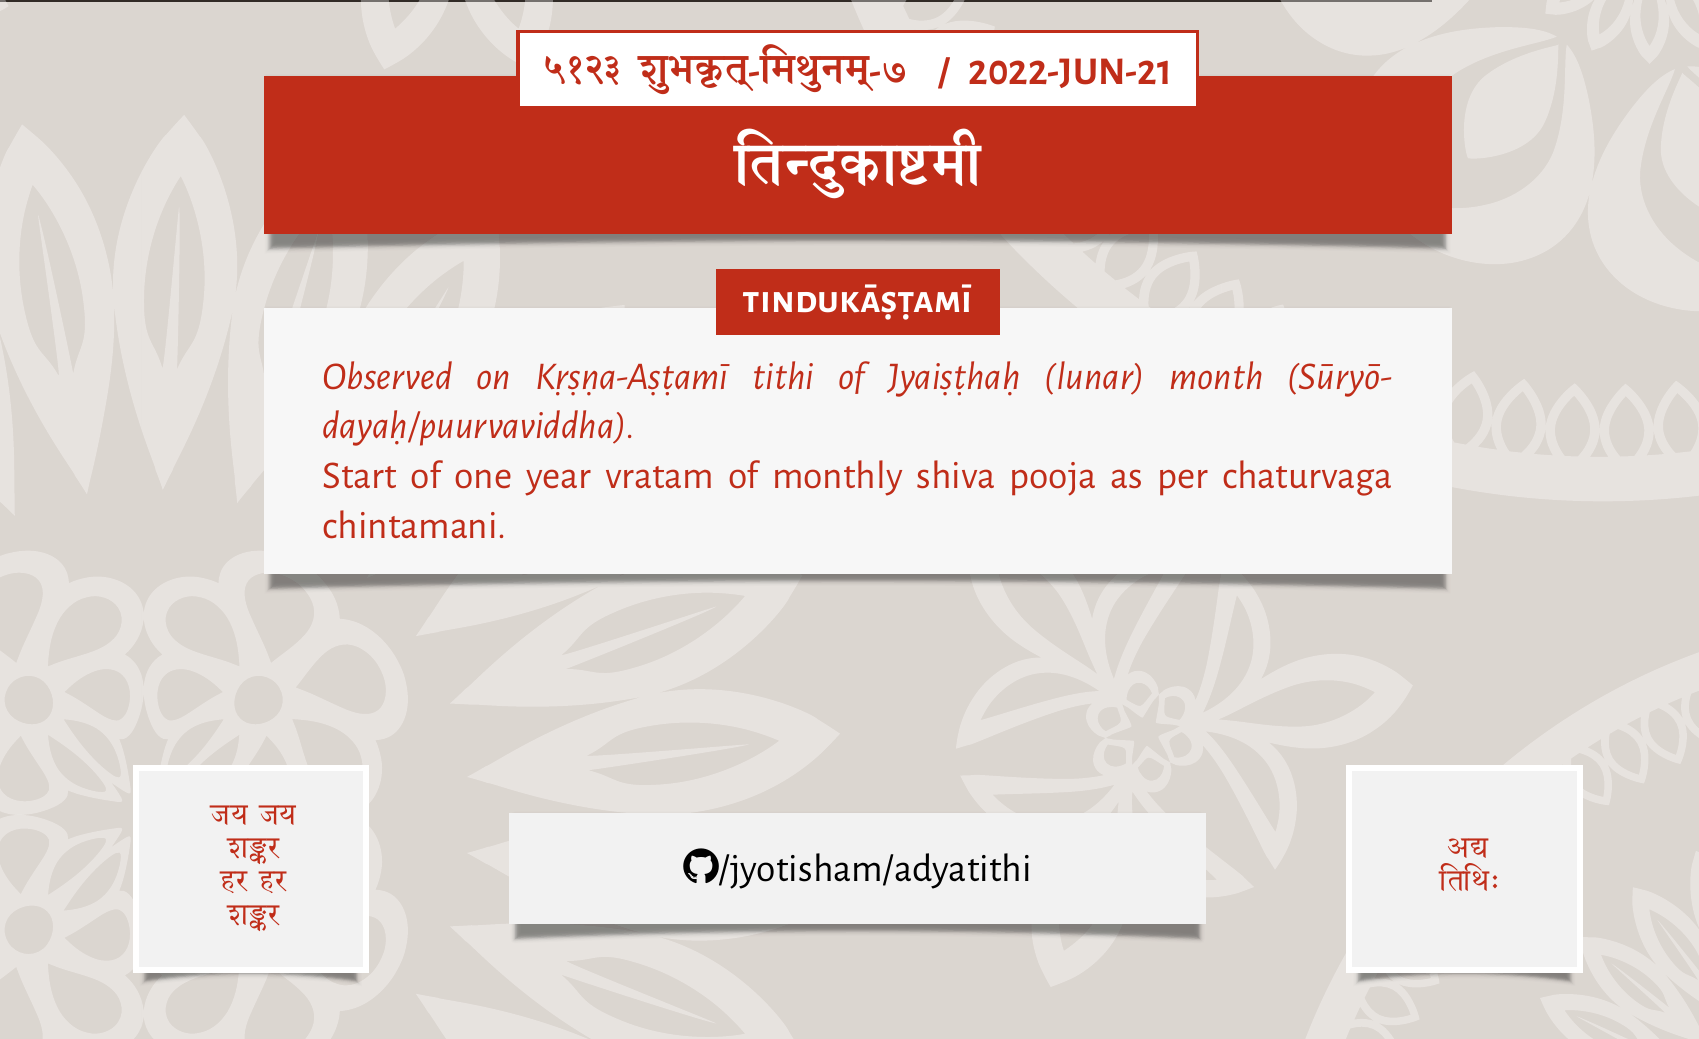 ५१२३ शुभकृत्-मिथुनम्-७ / 2022-JUN-21
तिन्दुकाष्टमी
TINDUKĀṢṬAMĪ
Observed on Kṛṣṇa-Aṣṭamī tithi of Jyaiṣṭhaḥ (lunar) month (Sūryō-
dayaḥ/puurvaviddha).
Start of one year vratam of monthly shiva pooja as per chaturvaga
chintamani.
जय जय
शङ्कर
हर हर
शङ्कर
/jyotisham/adyatithi
अद्य
तिथिः